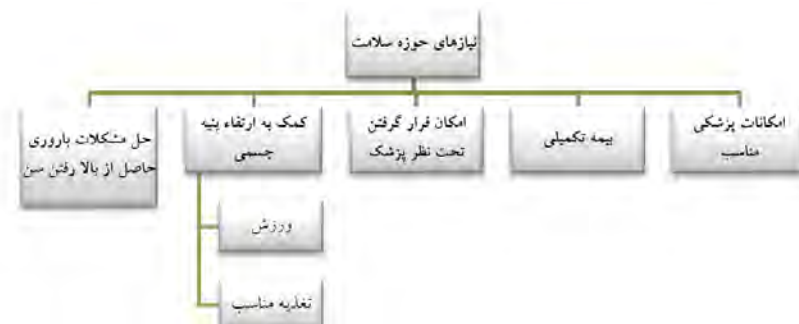 نیازهای حوزه سلامت
امکانات پزشکی
مناسب
بیمه تکمیلی
امکان قرار گرفتن
تحت نظر پزشک
کمک به ارتقاء بنیه
جسمی
حل مشکلات باروری
حاصل از بالا رفتن سن
ورزش
تغذیه مناسب